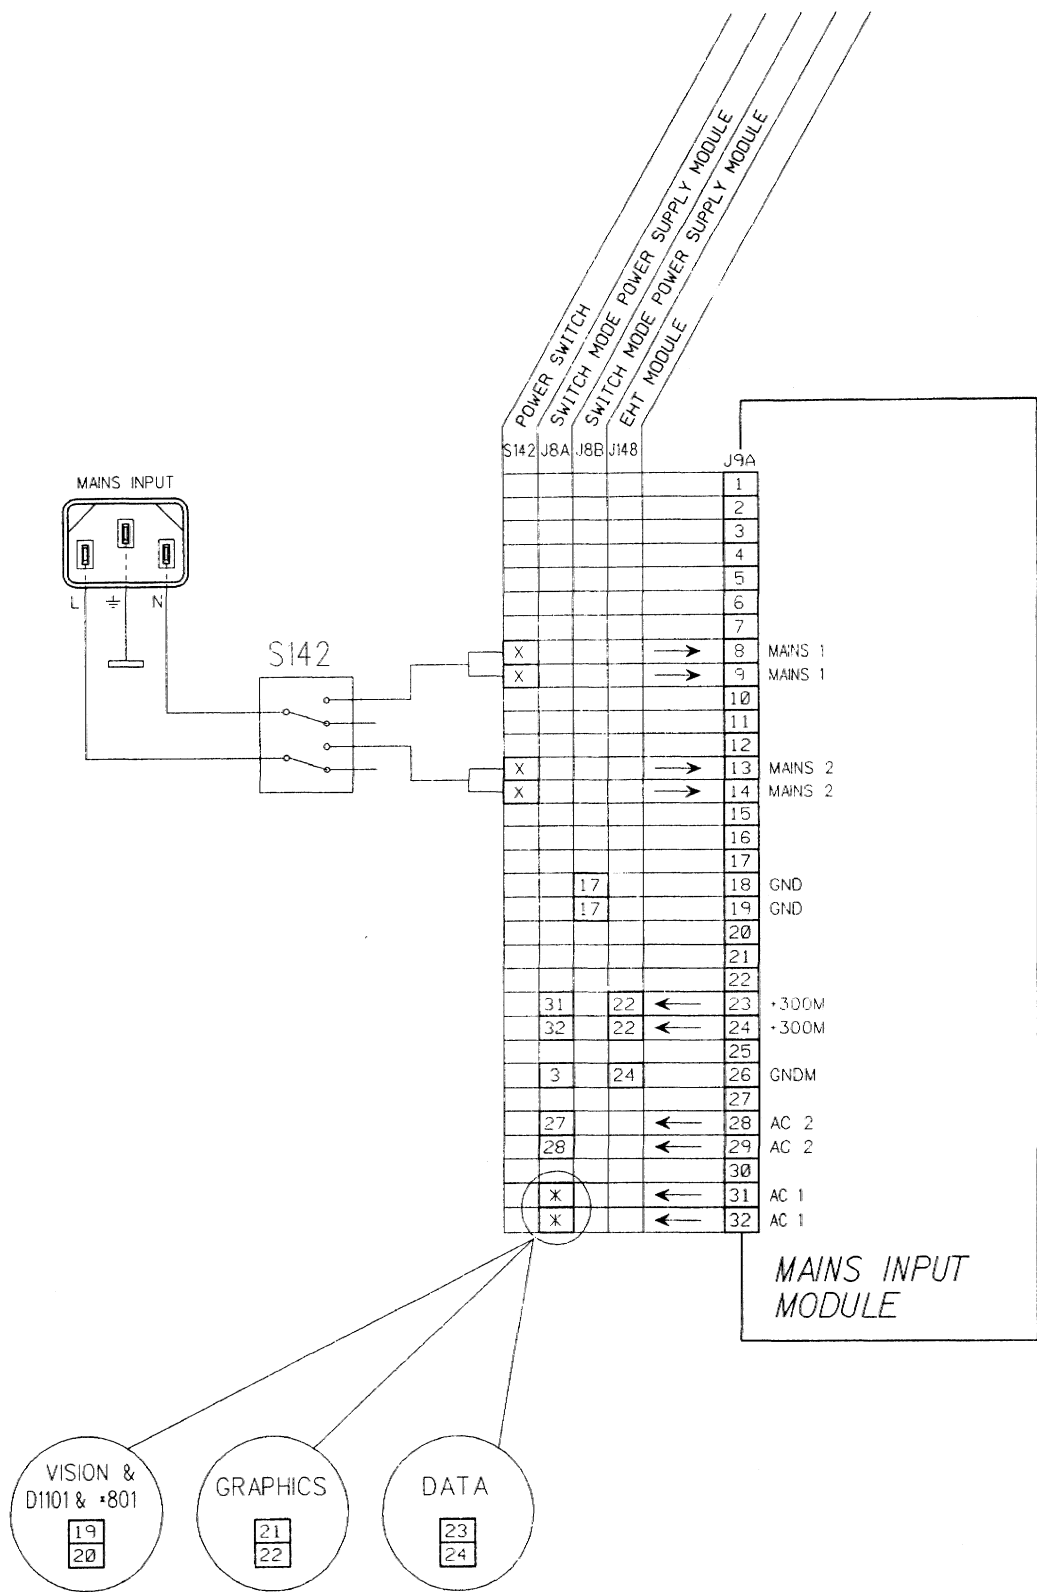 POWER SWITCH
SWITCH MODE POWER SUPPLY MODULE
SWITCH MODE POWER SUPPLY MODULE
EHT MODULE
S142 J8A J8B J148
J9A
MAINS INPUT
L N
S142
1
2
3
4
5
6
7
X 8 MAINS 1
X 9 MAINS 1
10
11
12
X 13 MAINS 2
X 14 MAINS 2
15
16
17
17 18 GND
17 19 GND
20
21
22
31 22 23 +300M
32 22 24 +300M
25
3 24 26 GNDM
27
27 28 AC 2
28 29 AC 2
30
* 31 AC 1
* 32 AC 1
MAINS INPUT
MODULE
VISION &
D1101 & *801
19
20
GRAPHICS
21
22
DATA
23
24